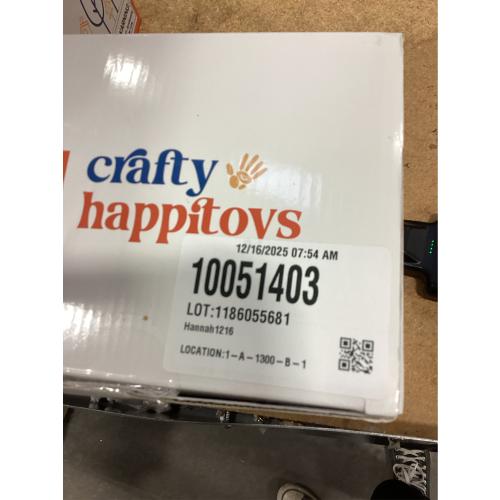 crafty
happitoys
12/16/2025 07:54 AM
10051403
LOT:1186055681
Hannah1216
LOCATION:1-A-1300-B-1